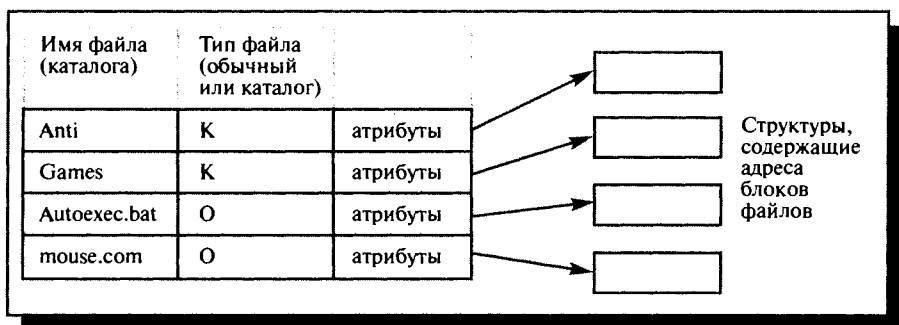 Имя файла
(каталога)
Тип файла
(обычный
или каталог)
Anti
К
атрибуты
Games
К
атрибуты
Autoexec.bat
О
атрибуты
mouse.com
О
атрибуты
Структуры,
содержащие
адреса
блоков
файлов